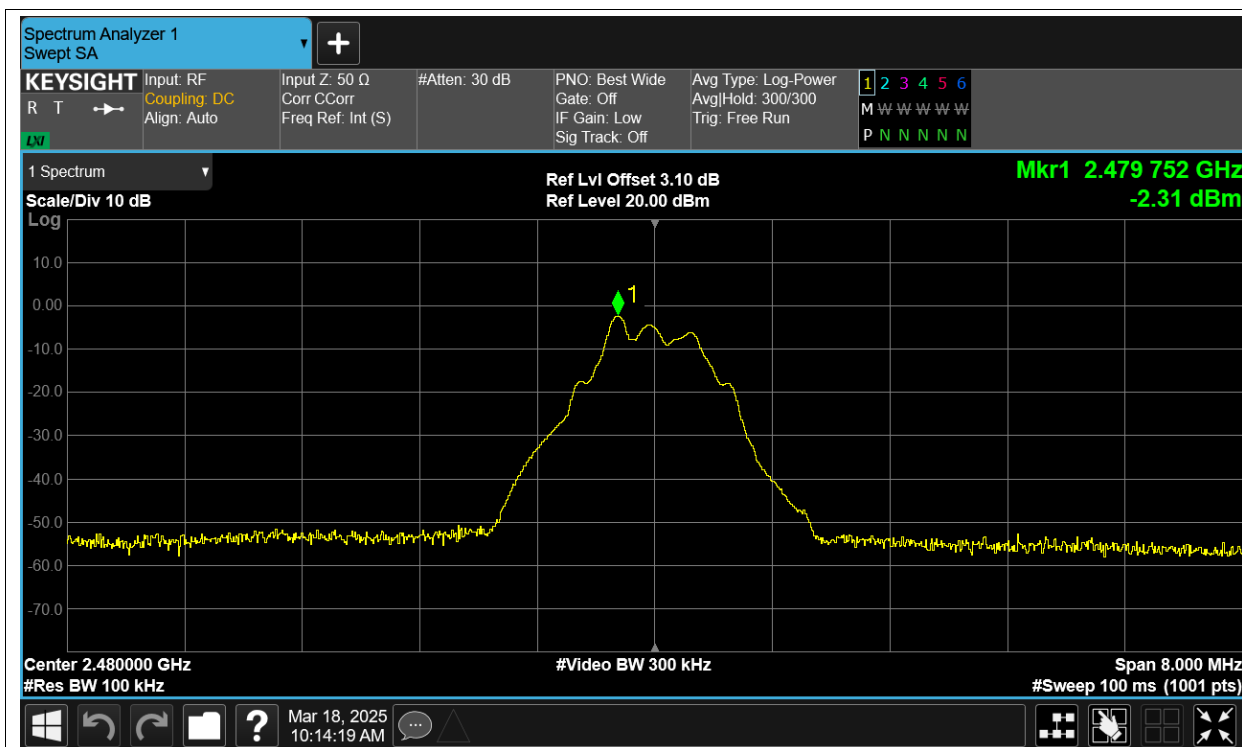 Spectrum Analyzer 1
Swept SA
KEYSIGHT
R T
LXI
Input: RF
Coupling: DC
Align: Auto
Input Z: 50 Ω
Corr CCorr
Freq Ref: Int (S)
#Atten: 30 dB
PNO: Best Wide
Gate: Off
IF Gain: Low
Sig Track: Off
Avg Type: Log-Power
Avg|Hold: 300/300
Trig: Free Run
1 2 3 4 5 6
M W W W W W W
P N N N N N
1 Spectrum
Scale/Div 10 dB
Ref Lvl Offset 3.10 dB
Ref Level 20.00 dBm
Mkr1 2.479 752 GHz
-2.31 dBm
Log
10.0
0.00
-10.0
-20.0
-30.0
-40.0
-50.0
-60.0
-70.0
1
Center 2.480000 GHz
#Res BW 100 kHz
#Video BW 300 kHz
Span 8.000 MHz
#Sweep 100 ms (1001 pts)
?
Mar 18, 2025
10:14:19 AM